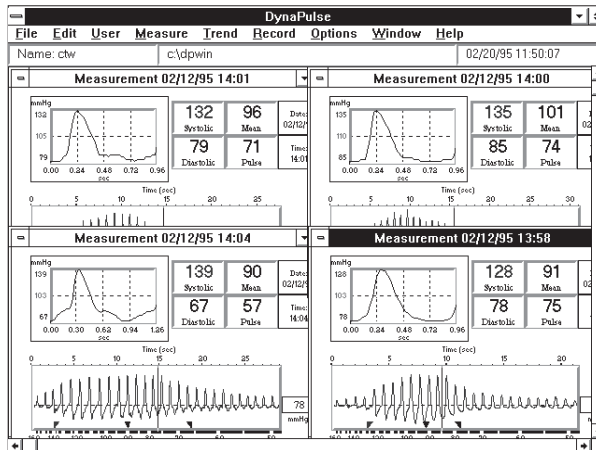 DynaPulse
File Edit User Measure Trend Record Options Window Help
Name: ctw c:\dpwin 02/20/95 11:50:07
Measurement 02/12/95 14:01
mmHg
132
105
79
0.00 0.24 0.48 0.72 0.96
sec
132 96
Systolic Mean
79 71
Diastolic Pulse
Date:
02/12/
Time:
14:01
Time (sec)
0 5 10 15 20 25
Measurement 02/12/95 14:00
mmHg
135
110
85
0.00 0.24 0.48 0.72 0.96
sec
135 101
Systolic Mean
85 74
Diastolic Pulse
Time (sec)
0 5 10 15 20 25 30
Measurement 02/12/95 14:04
mmHg
139
103
67
0.00 0.30 0.62 0.94 1.26
sec
139 90
Systolic Mean
67 57
Diastolic Pulse
Date:
02/12/9
Time:
14:04
Time (sec)
0 5 10 15 20 25
78
mmHg
Measurement 02/12/95 13:58
mmHg
128
103
78
0.00 0.24 0.48 0.72 0.96
sec
128 91
Systolic Mean
78 75
Diastolic Pulse
Time (sec)
0 5 10 15 20